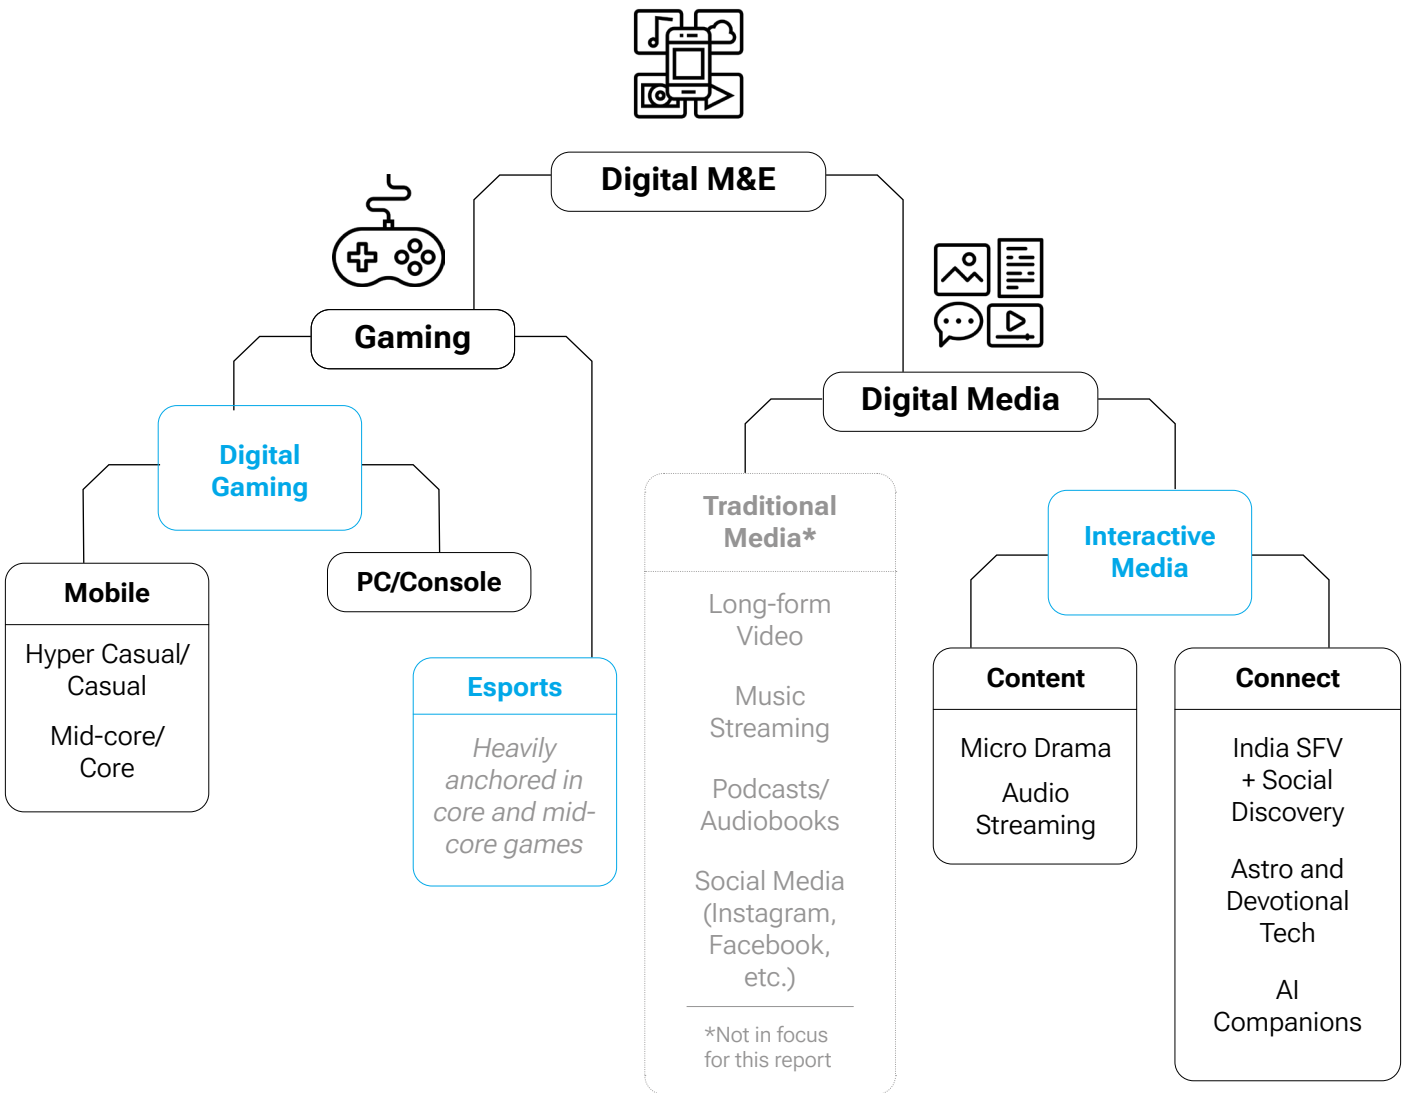 Digital M&E
Gaming
Digital Media
Digital
Gaming
Mobile
Hyper Casual/
Casual
Mid-core/
Core
PC/Console
Esports
Heavily
anchored in
core and mid-
core games
Traditional
Media*
Long-form
Video
Music
Streaming
Podcasts/
Audiobooks
Social Media
(Instagram,
Facebook,
etc.)
*Not in focus
for this report
Interactive
Media
Content
Micro Drama
Audio
Streaming
Connect
India SFV
+ Social
Discovery
Astro and
Devotional
Tech
AI
Companions